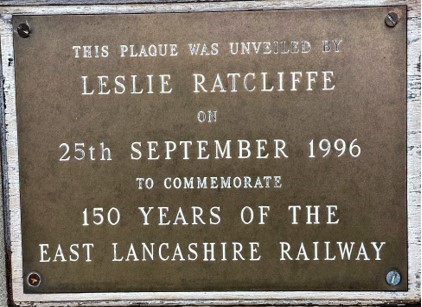 THIS PLAQUE WAS UNVEILED BY
LESLIE RATCLIFFE
ON
25th SEPTEMBER 1996
TO COMMEMORATE
150 YEARS OF THE
EAST LANCASHIRE RAILWAY